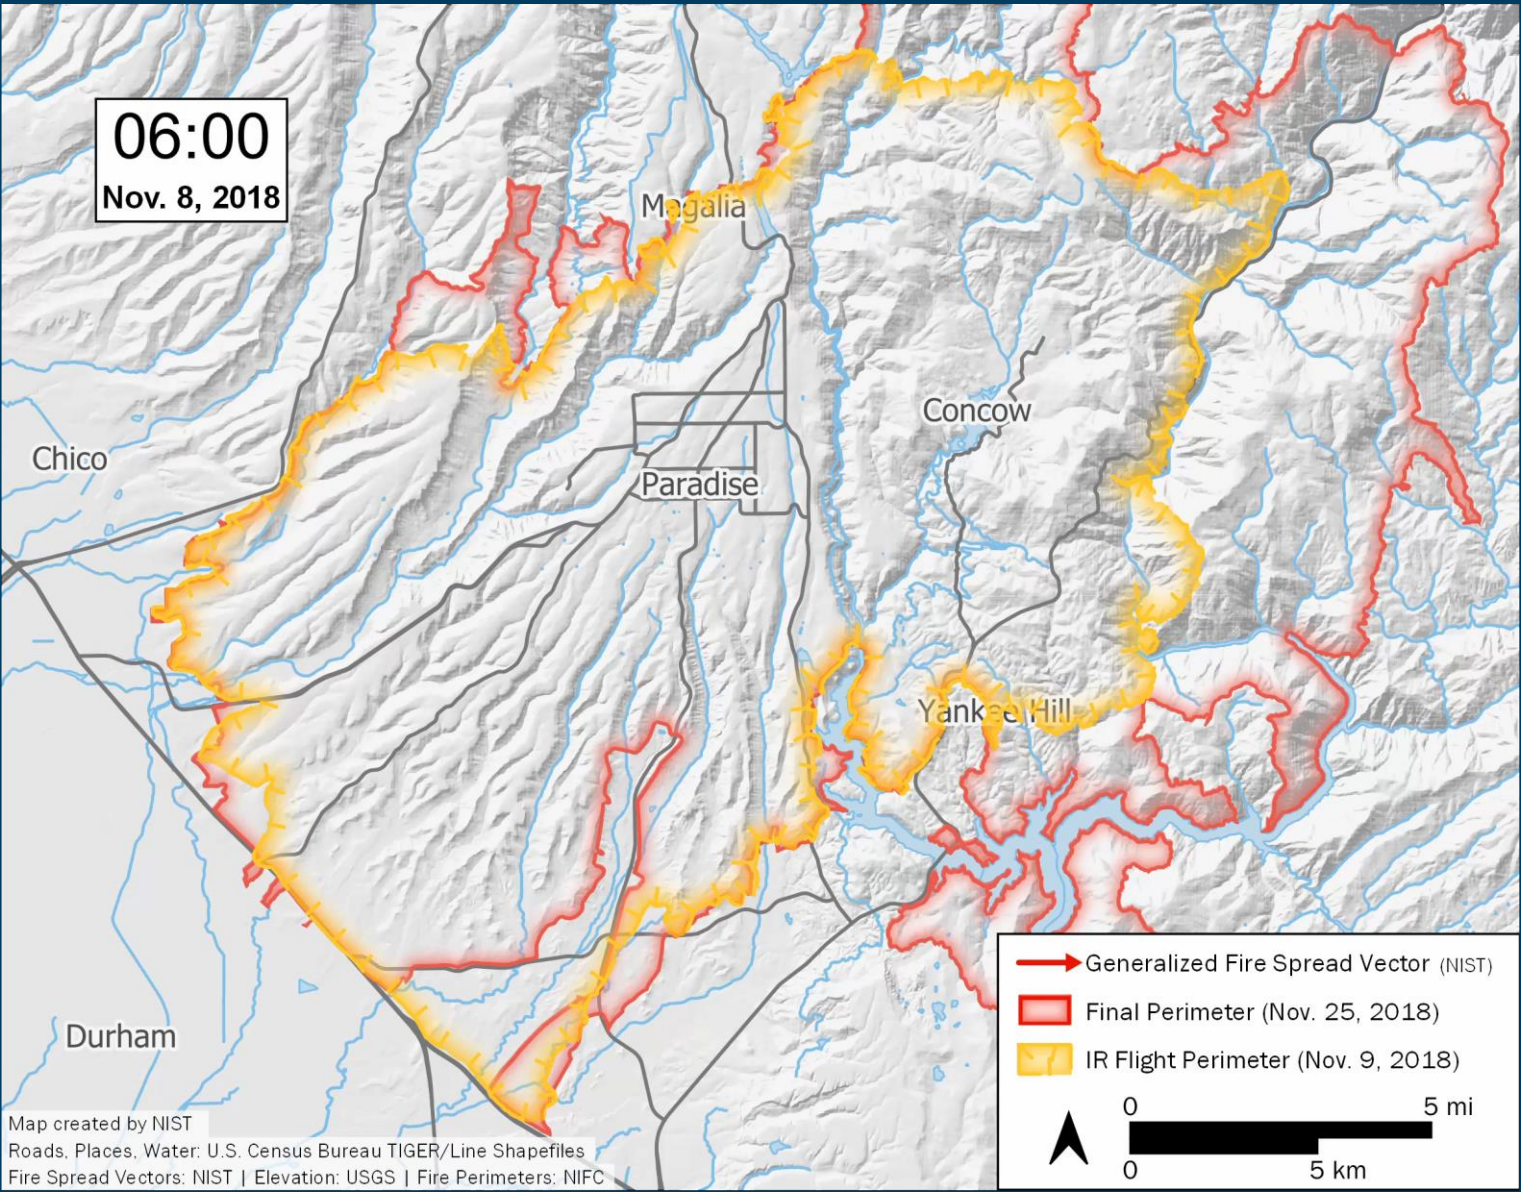 06:00
Nov. 8, 2018
Magalia
Concow
Chico
Paradise
Yankee Hill
Durham
Generalized Fire Spread Vector (NIST)
Final Perimeter (Nov. 25, 2018)
IR Flight Perimeter (Nov. 9, 2018)
0 5 mi
0 5 km
Map created by NIST
Roads, Places, Water: U.S. Census Bureau TIGER/Line Shapefiles
Fire Spread Vectors: NIST | Elevation: USGS | Fire Perimeters: NIFC